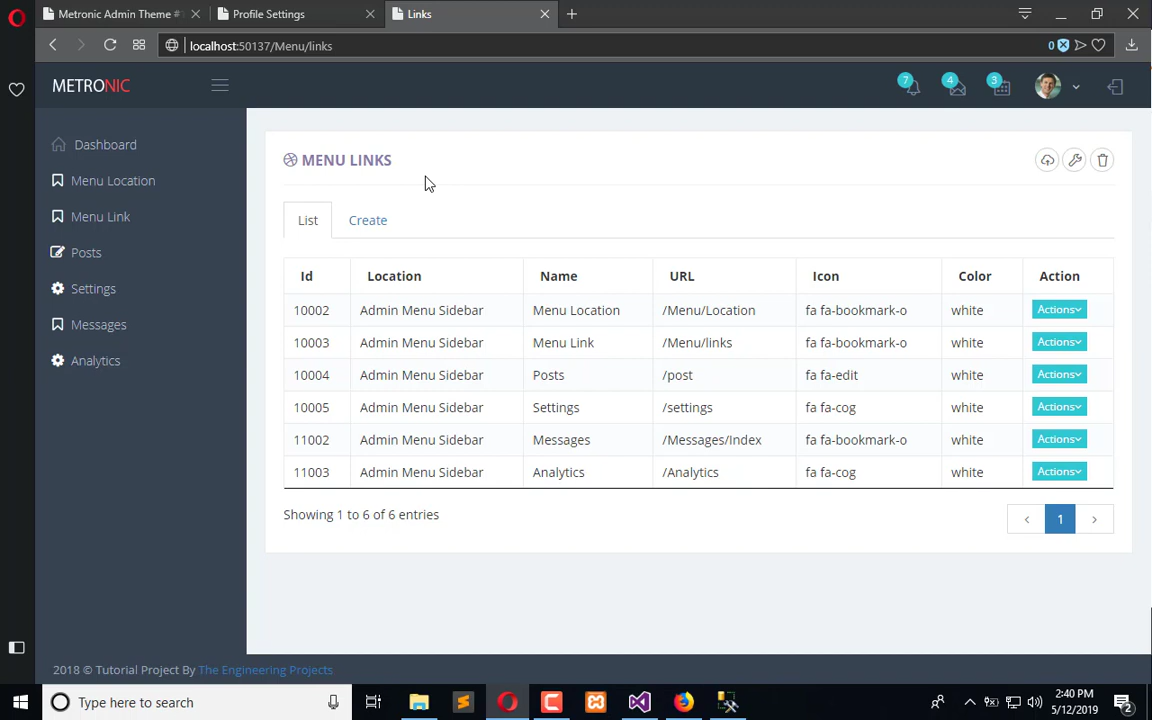 Metronic Admin Theme #
Profile Settings
Links
localhost:50137/Menu/links
0
METRONIC
7
4
3
Dashboard
Menu Location
Menu Link
Posts
Settings
Messages
Analytics
MENU LINKS
List
Create
Id Location Name URL Icon Color Action
10002 Admin Menu Sidebar Menu Location /Menu/Location fa fa-bookmark-o white Actions
10003 Admin Menu Sidebar Menu Link /Menu/links fa fa-bookmark-o white Actions
10004 Admin Menu Sidebar Posts /post fa fa-edit white Actions
10005 Admin Menu Sidebar Settings /settings fa fa-cog white Actions
11002 Admin Menu Sidebar Messages /Messages/Index fa fa-bookmark-o white Actions
11003 Admin Menu Sidebar Analytics /Analytics fa fa-cog white Actions
Showing 1 to 6 of 6 entries
1
2018 © Tutorial Project By The Engineering Projects
Type here to search
2:40 PM
5/12/2019
2